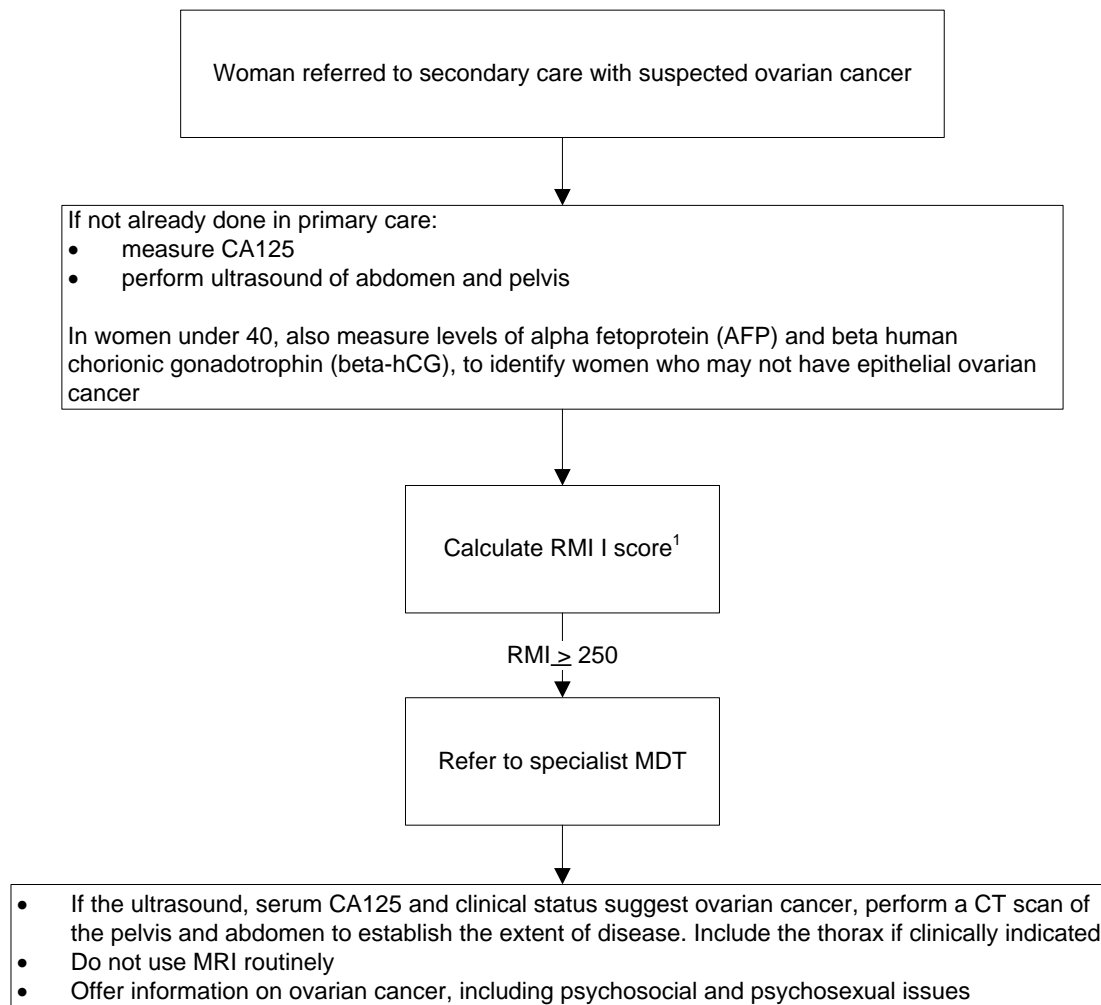 Woman referred to secondary care with suspected ovarian cancer
If not already done in primary care:
• measure CA125
• perform ultrasound of abdomen and pelvis
In women under 40, also measure levels of alpha fetoprotein (AFP) and beta human
chorionic gonadotrophin (beta-hCG), to identify women who may not have epithelial ovarian
cancer
Calculate RMI I score¹
RMI ≥ 250
Refer to specialist MDT
• If the ultrasound, serum CA125 and clinical status suggest ovarian cancer, perform a CT scan of
the pelvis and abdomen to establish the extent of disease. Include the thorax if clinically indicated
• Do not use MRI routinely
• Offer information on ovarian cancer, including psychosocial and psychosexual issues